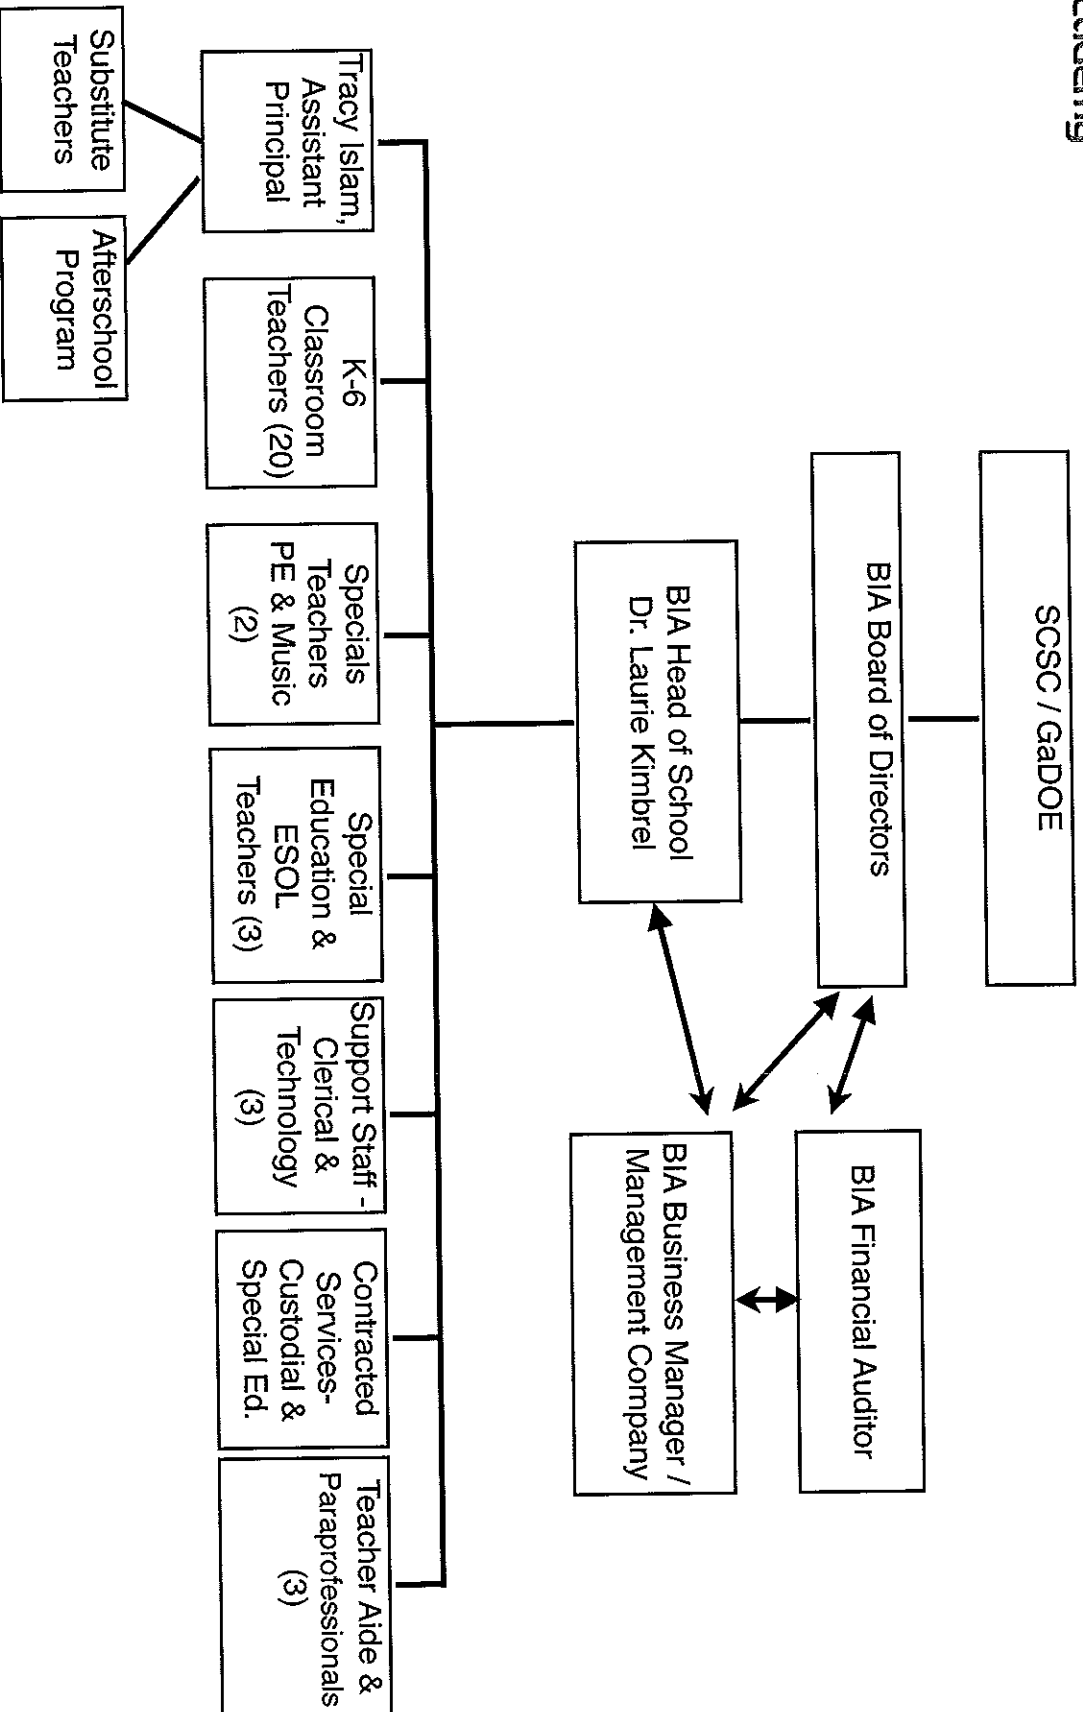 SCSC / GaDOE
BIA Board of Directors
BIA Financial Auditor
BIA Head of School
Dr. Laurie Kimbrel
BIA Business Manager /
Management Company
Tracy Islam,
Assistant
Principal
K-6
Classroom
Teachers (20)
Specials
Teachers
PE & Music
(2)
Special
Education &
ESOL
Teachers (3)
Support Staff -
Clerical &
Technology
(3)
Contracted
Services-
Custodial &
Special Ed.
Teacher Aide &
Paraprofessionals
(3)
Substitute
Teachers
Afterschool
Program